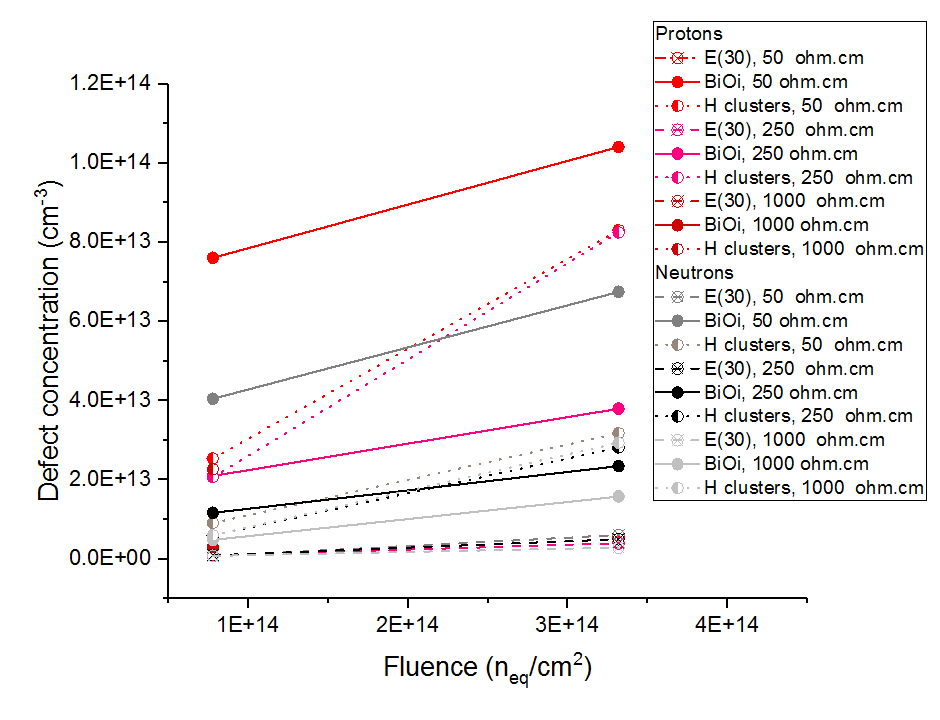 1.2E+14
1.0E+14
8.0E+13
6.0E+13
4.0E+13
2.0E+13
0.0E+00
Defect concentration (cm⁻³)
1E+14 2E+14 3E+14 4E+14
Fluence (nₑq/cm²)
Protons
E(30), 50 ohm.cm
BiOi, 50 ohm.cm
H clusters, 50 ohm.cm
E(30), 250 ohm.cm
BiOi, 250 ohm.cm
H clusters, 250 ohm.cm
E(30), 1000 ohm.cm
BiOi, 1000 ohm.cm
H clusters, 1000 ohm.cm
Neutrons
E(30), 50 ohm.cm
BiOi, 50 ohm.cm
H clusters, 50 ohm.cm
E(30), 250 ohm.cm
BiOi, 250 ohm.cm
H clusters, 250 ohm.cm
E(30), 1000 ohm.cm
BiOi, 1000 ohm.cm
H clusters, 1000 ohm.cm